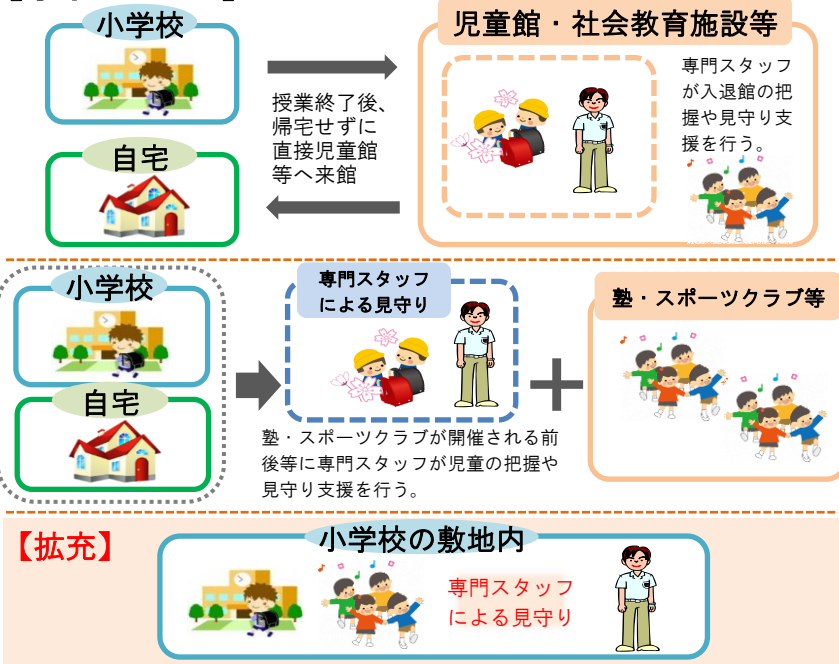 小学校
児童館・社会教育施設等
授業終了後、
帰宅せずに
直接児童館
等へ来館
専門スタッフ
が入退館の把
握や見守り支
援を行う。
自宅
小学校
自宅
専門スタッフ
による見守り
塾・スポーツクラブ等
塾・スポーツクラブが開催される前
後等に専門スタッフが児童の把握や
見守り支援を行う。
【拡充】
小学校の敷地内
専門スタッフ
による見守り